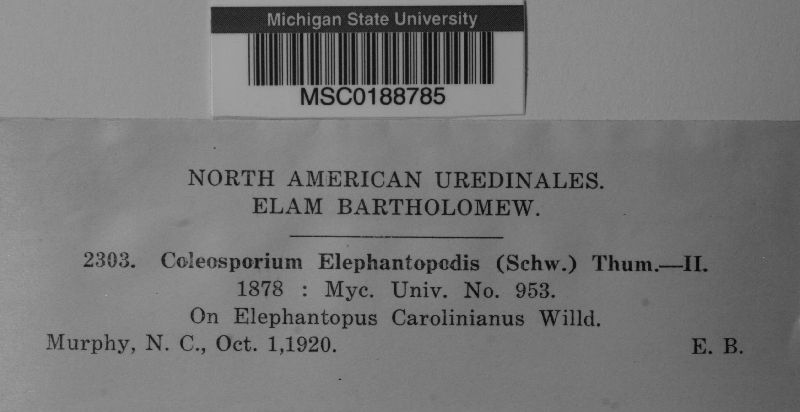 Michigan State University
MSC0188785
NORTH AMERICAN UREDINALES.
ELAM BARTHOLOMEW.
2303. Coleosporium Elephantopodis (Schw.) Thum.—II.
1878 : Myc. Univ. No. 953.
On Elephantopus Carolinianus Willd.
Murphy, N. C., Oct. 1,1920. E. B.